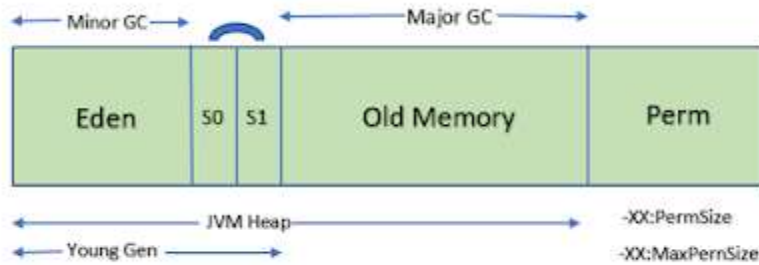 Minor GC Major GC
Eden S0 S1 Old Memory Perm
JVM Heap -XX:PermSize
Young Gen -XX:MaxPernSize